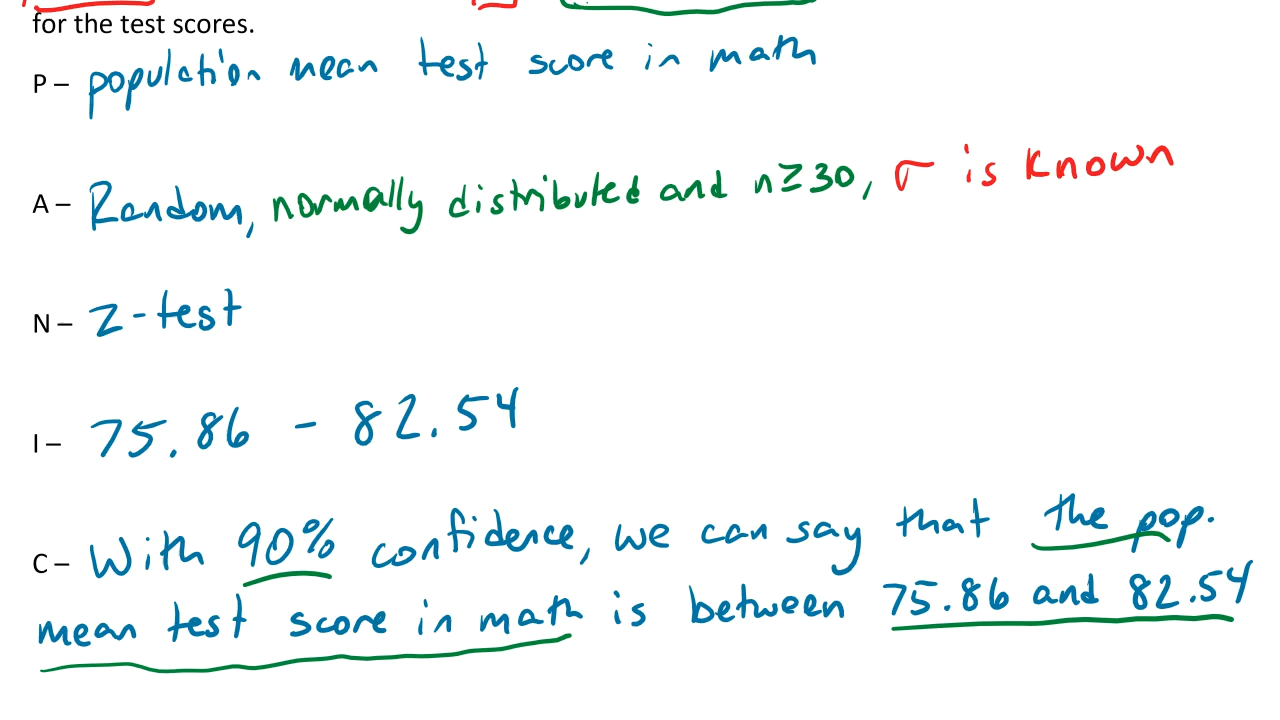 for the test scores.
P – population mean test score in math
A – Random, normally distributed and n ≥ 30, σ is known
N – z-test
I – 75.86 - 82.54
C – With 90% confidence, we can say that the pop.
mean test score in math is between 75.86 and 82.54